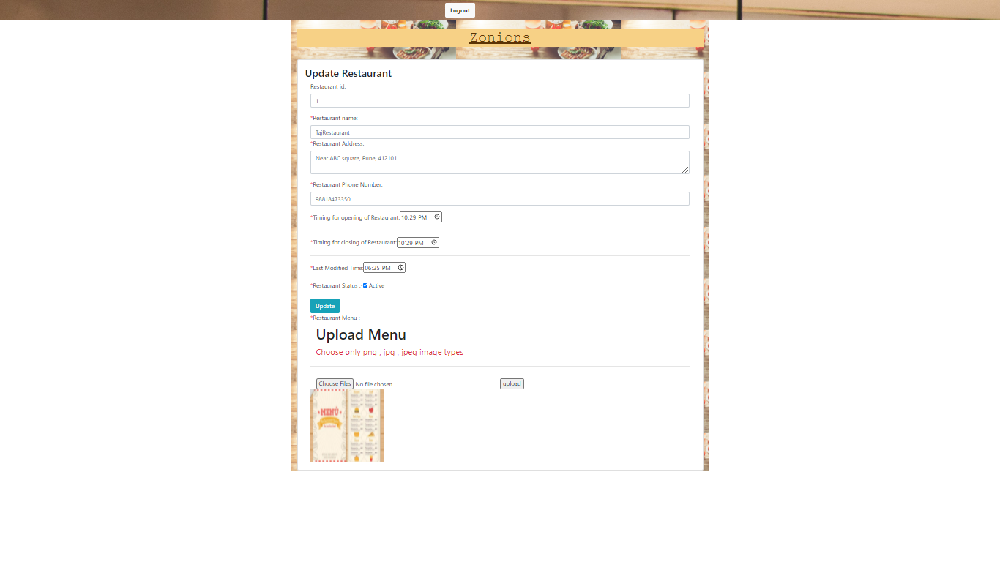 Logout
Zonions
Update Restaurant
Restaurant id:
1
*Restaurant name:
TajRestaurant
*Restaurant Address:
Near ABC square, Pune, 412101
*Restaurant Phone Number:
98818473350
*Timing for opening of Restaurant: 10:29 PM
*Timing for closing of Restaurant: 10:29 PM
*Last Modified Time: 06:25 PM
*Restaurant Status :- Active
Update
*Restaurant Menu :-
Upload Menu
Choose only png , jpg , jpeg image types
Choose Files No file chosen upload
MENÚ